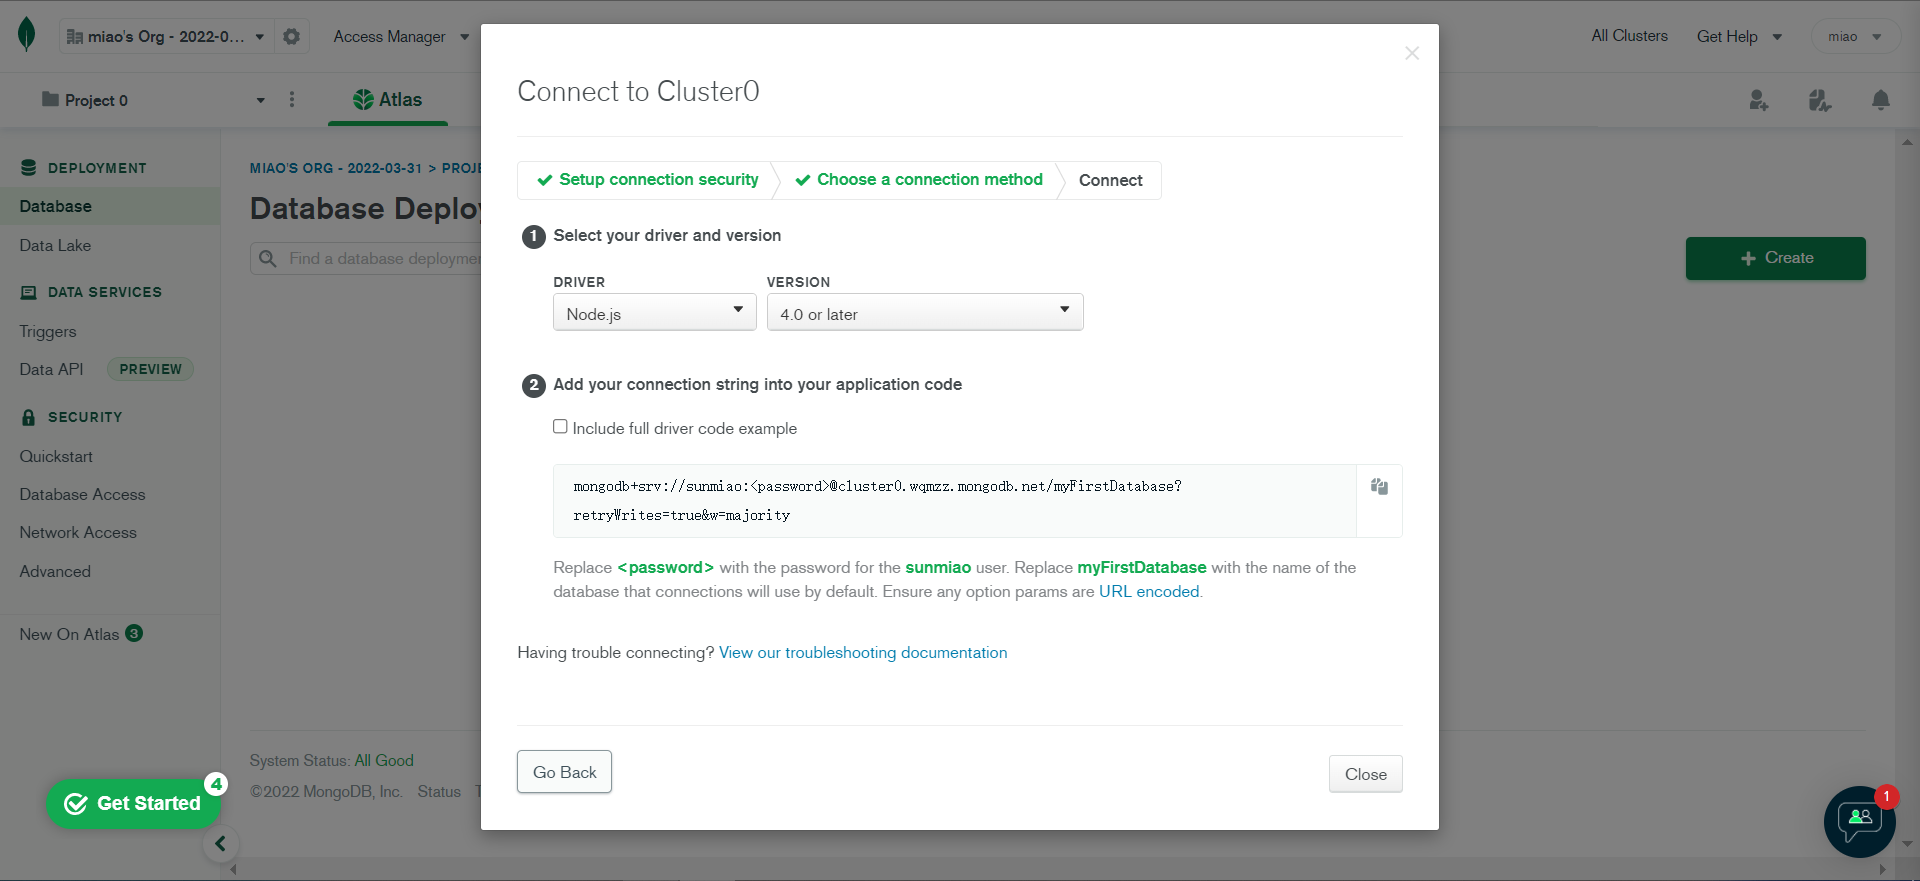 miao's Org - 2022-0...
Access Manager
All Clusters
Get Help
miao
Project 0
Atlas
DEPLOYMENT
Database
Data Lake
DATA SERVICES
Triggers
Data API
PREVIEW
SECURITY
Quickstart
Database Access
Network Access
Advanced
New On Atlas 3
MIAO'S ORG - 2022-03-31 > PROJE
Database Deploy
Find a database deployme
Create
Connect to Cluster0
Setup connection security
Choose a connection method
Connect
1 Select your driver and version
DRIVER
VERSION
Node.js
4.0 or later
2 Add your connection string into your application code
Include full driver code example
mongodb+srv://sunmiao:<password>@cluster0.wqmzz.mongodb.net/myFirstDatabase?
retryWrites=true&w=majority
Replace <password> with the password for the sunmiao user. Replace myFirstDatabase with the name of the
database that connections will use by default. Ensure any option params are URL encoded.
Having trouble connecting? View our troubleshooting documentation
Go Back
Close
System Status: All Good
©2022 MongoDB, Inc. Status T
Get Started
4
1